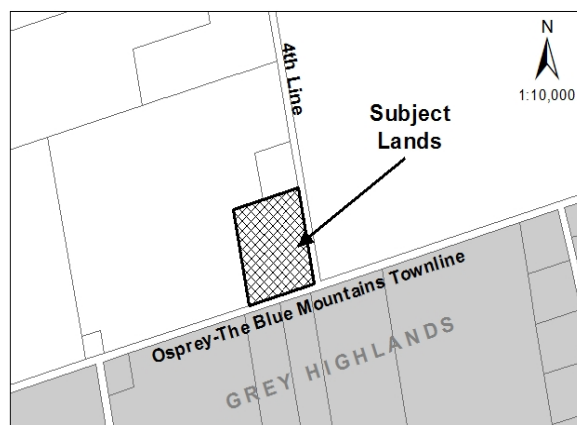 N
1:10,000
4th Line
Subject
Lands
Osprey-The Blue Mountains Townline
GREY HIGHLANDS